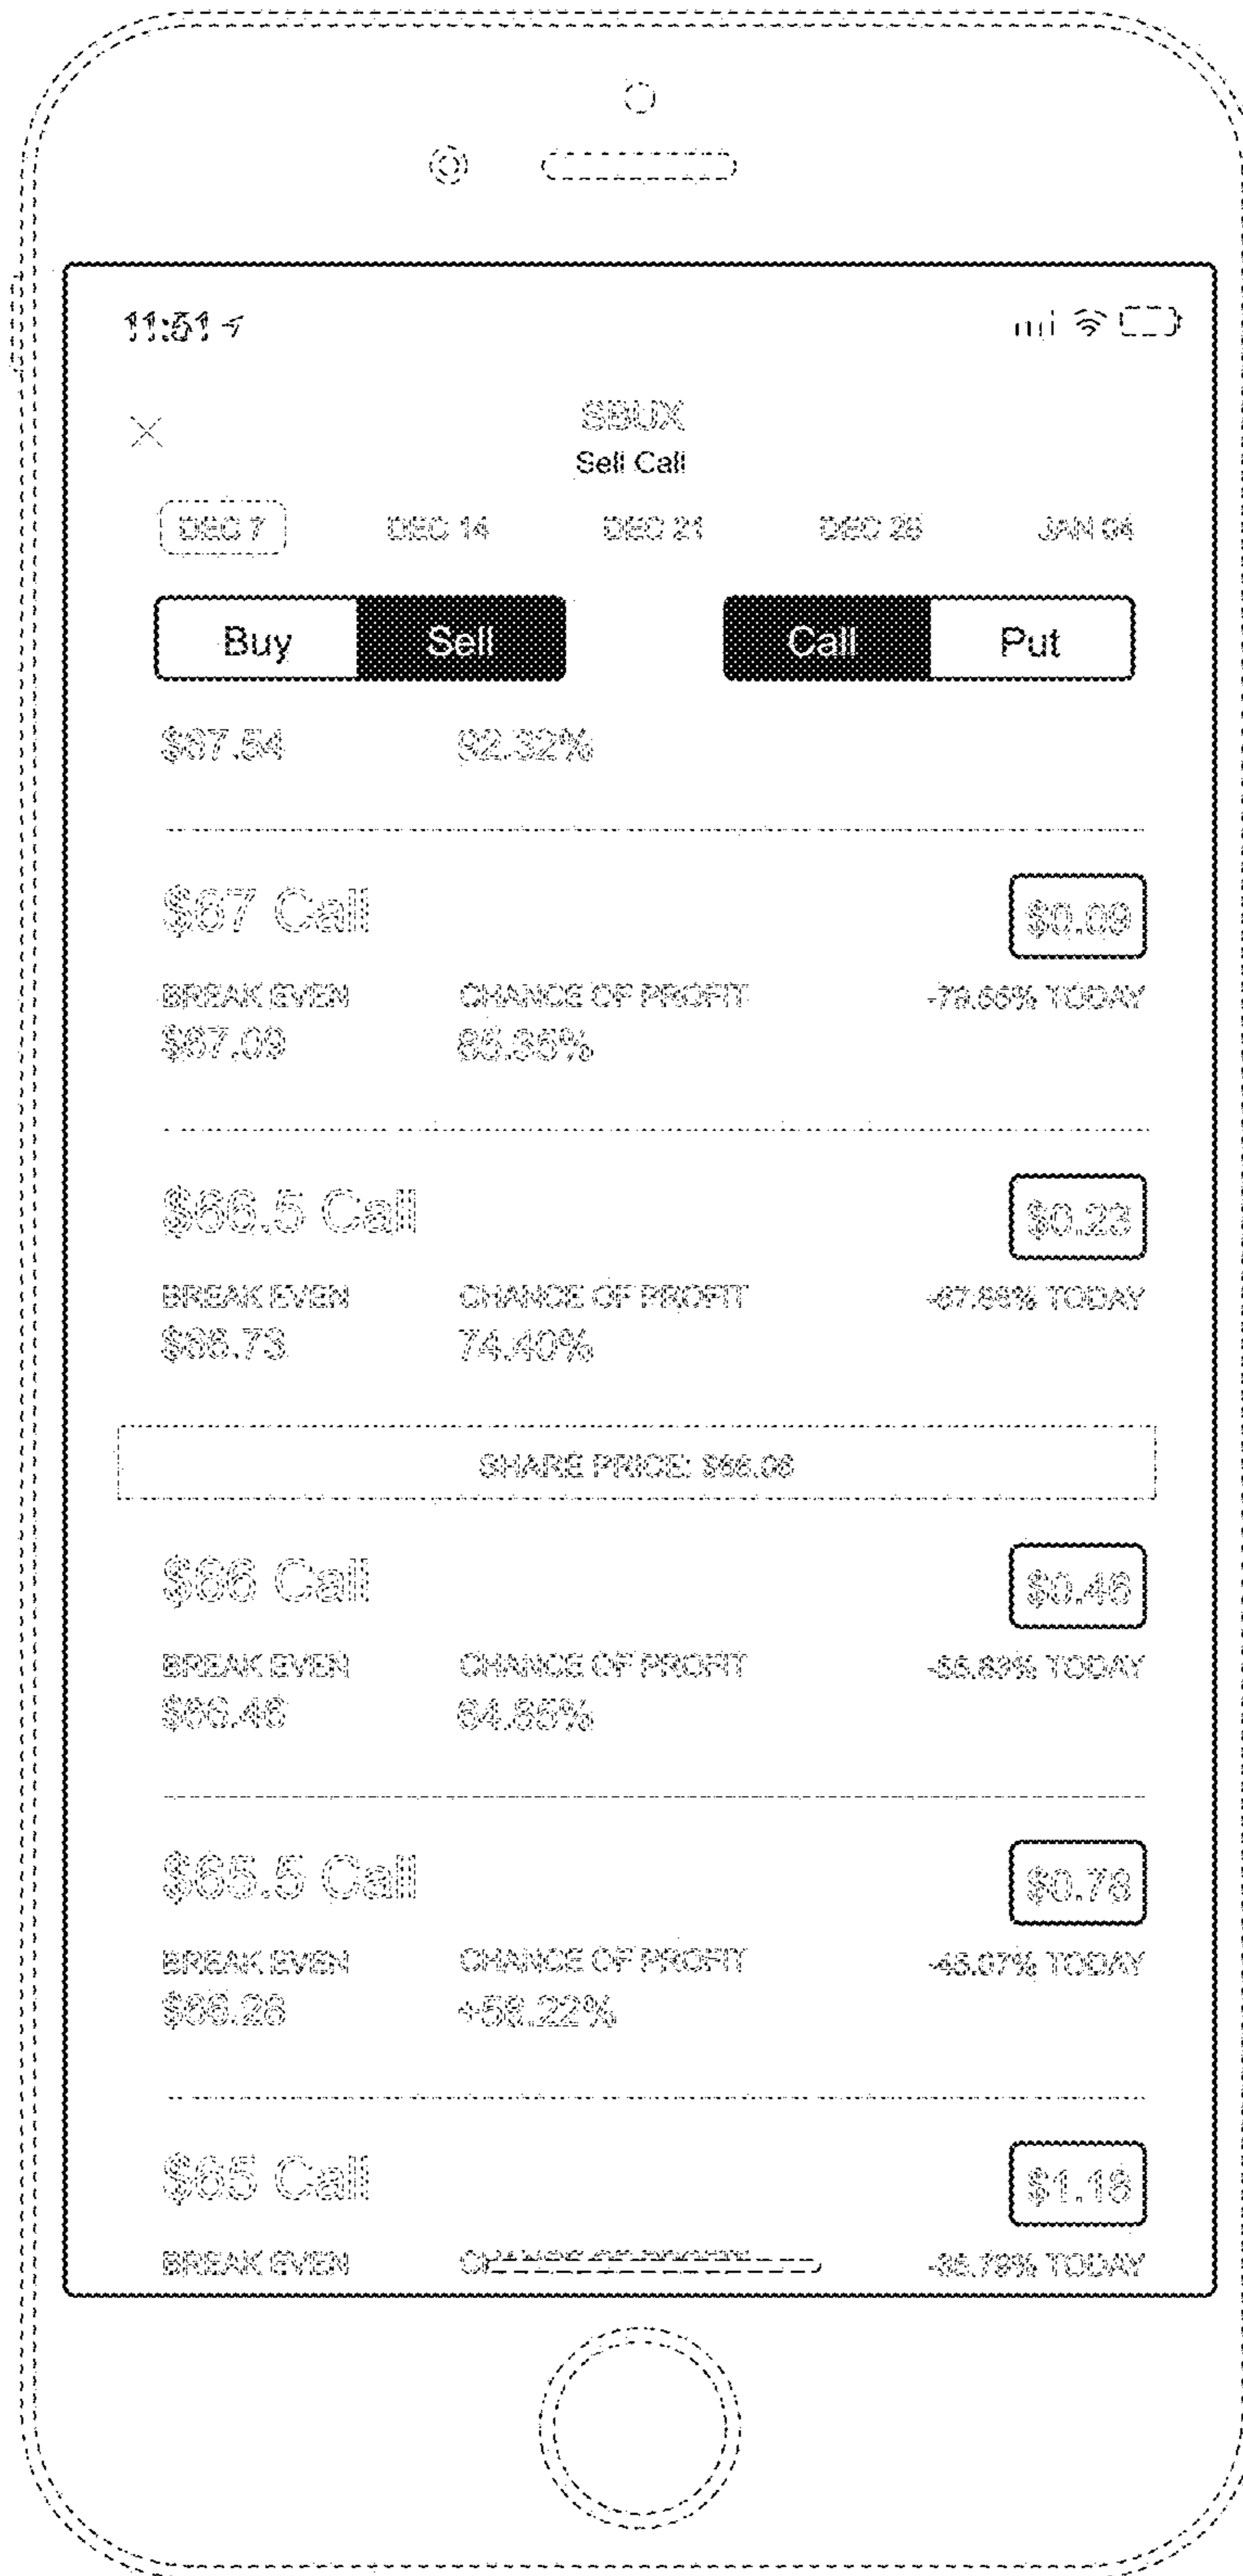 11:51
SBUX
Sell Call
DEC 7 DEC 14 DEC 21 DEC 28 JAN 04
Buy Sell Call Put
$67.54 92.32%
$67 Call $0.09
BREAK EVEN CHANCE OF PROFIT TODAY
$67.09 85.35%
$66.5 Call $0.23
BREAK EVEN CHANCE OF PROFIT TODAY
$66.73 74.40%
SHARE PRICE: $66.06
$66 Call $0.46
BREAK EVEN CHANCE OF PROFIT -55.83% TODAY
$66.46 64.85%
$65.5 Call $0.78
BREAK EVEN CHANCE OF PROFIT -45.07% TODAY
$66.28 +58.22%
$65 Call $1.18
BREAK EVEN CHANCE OF PROFIT -35.79% TODAY